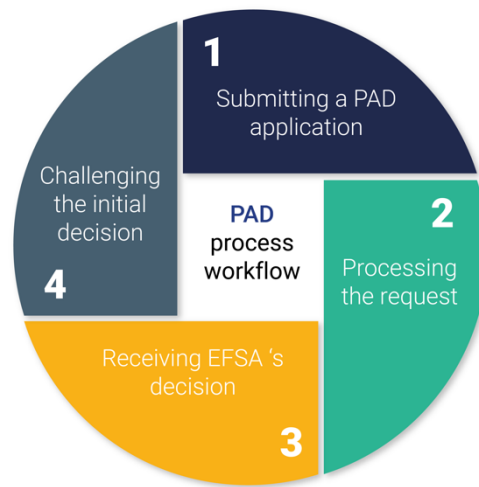 1
Submitting a PAD
application
2
Processing
the request
3
Receiving EFSA ‘s
decision
4
Challenging
the initial
decision
PAD
process
workflow